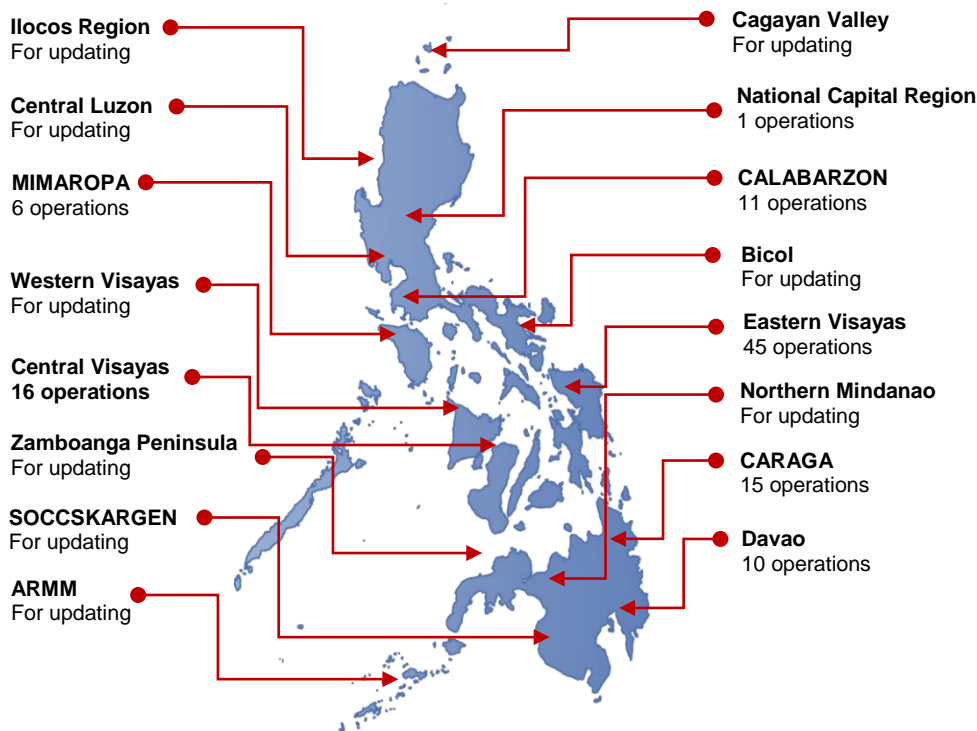 Ilocos Region
For updating
Central Luzon
For updating
MIMAROPA
6 operations
Western Visayas
For updating
Central Visayas
16 operations
Zamboanga Peninsula
For updating
SOCCSKARGEN
For updating
ARMM
For updating
Cagayan Valley
For updating
National Capital Region
1 operations
CALABARZON
11 operations
Bicol
For updating
Eastern Visayas
45 operations
Northern Mindanao
For updating
CARAGA
15 operations
Davao
10 operations